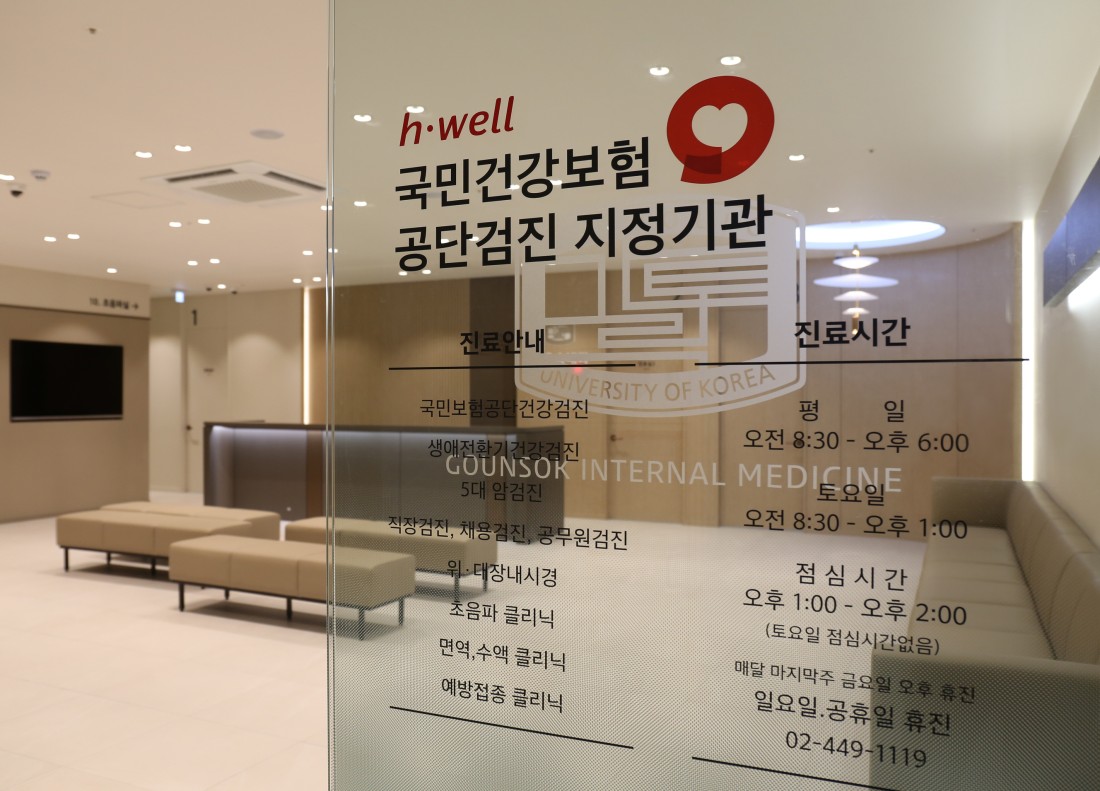 h·well
국민건강보험
공단검진 지정기관
UNIVERSITY OF KOREA
GOUNSOK INTERNAL MEDICINE
진료안내
국민보험공단건강검진
생애전환기건강검진
5대 암검진
직장검진, 채용검진, 공무원검진
위·대장내시경
초음파 클리닉
면역,수액 클리닉
예방접종 클리닉
진료시간
평 일
오전 8:30 - 오후 6:00
토요일
오전 8:30 - 오후 1:00
점심시간
오후 1:00 - 오후 2:00
(토요일 점심시간없음)
매달 마지막주 금요일 오후 휴진
일요일.공휴일 휴진
02-449-1119
10. 초음파실 →
1